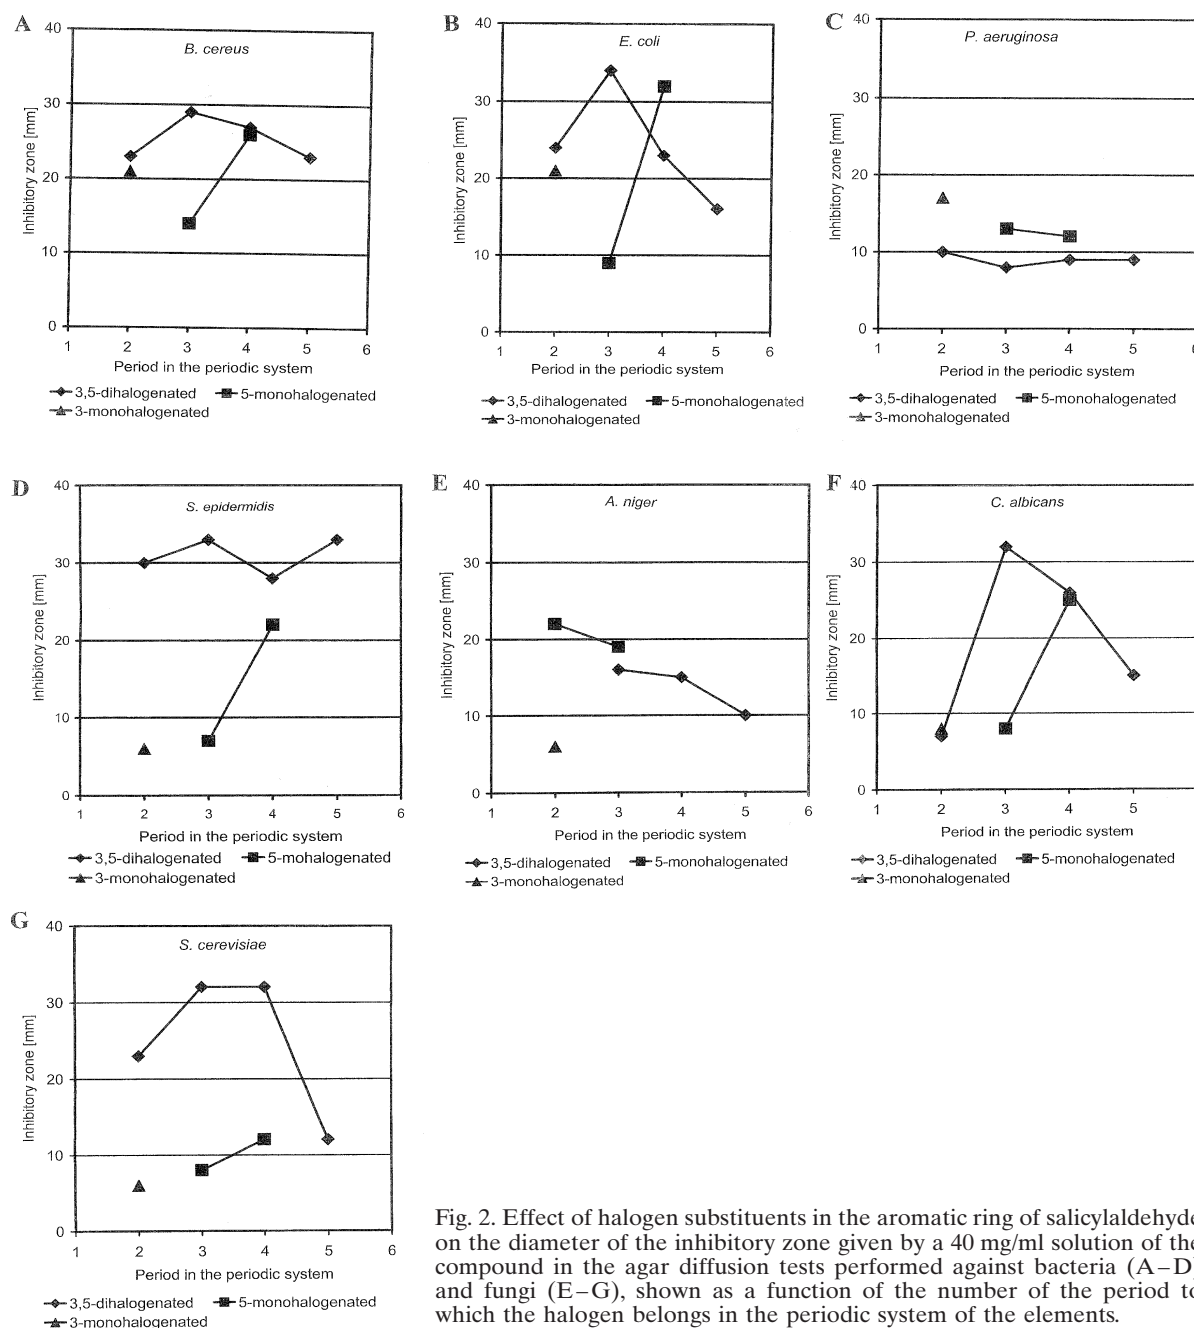 A
B. cereus
40
30
20
10
0
Inhibitory zone [mm]
1 2 3 4 5 6
Period in the periodic system
3,5-dihalogenated 5-monohalogenated
3-monohalogenated
B
E. coli
40
30
20
10
0
Inhibitory zone [mm]
1 2 3 4 5 6
Period in the periodic system
3,5-dihalogenated 5-monohalogenated
3-monohalogenated
C
P. aeruginosa
40
30
20
10
0
Inhibitory zone [mm]
1 2 3 4 5 6
Period in the periodic system
3,5-dihalogenated 5-monohalogenated
3-monohalogenated
D
S. epidermidis
40
30
20
10
0
Inhibitory zone [mm]
1 2 3 4 5 6
Period in the periodic system
3,5-dihalogenated 5-mohalogenated
3-monohalogenated
E
A. niger
40
30
20
10
0
Inhibitory zone [mm]
1 2 3 4 5 6
Period in the periodic system
3,5-dihalogenated 5-monohalogenated
3-monohalogenated
F
C. albicans
40
30
20
10
0
Inhibitory zone [mm]
1 2 3 4 5
Period in the periodic system
3,5-dihalogenated 5-monohalogenated
3-monohalogenated
G
S. cerevisiae
40
30
20
10
0
Inhibitory zone [mm]
1 2 3 4 5 6
Period in the periodic system
3,5-dihalogenated 5-monohalogenated
3-monohalogenated
Fig. 2. Effect of halogen substituents in the aromatic ring of salicylaldehyde
on the diameter of the inhibitory zone given by a 40 mg/ml solution of the
compound in the agar diffusion tests performed against bacteria (A–D)
and fungi (E–G), shown as a function of the number of the period to
which the halogen belongs in the periodic system of the elements.